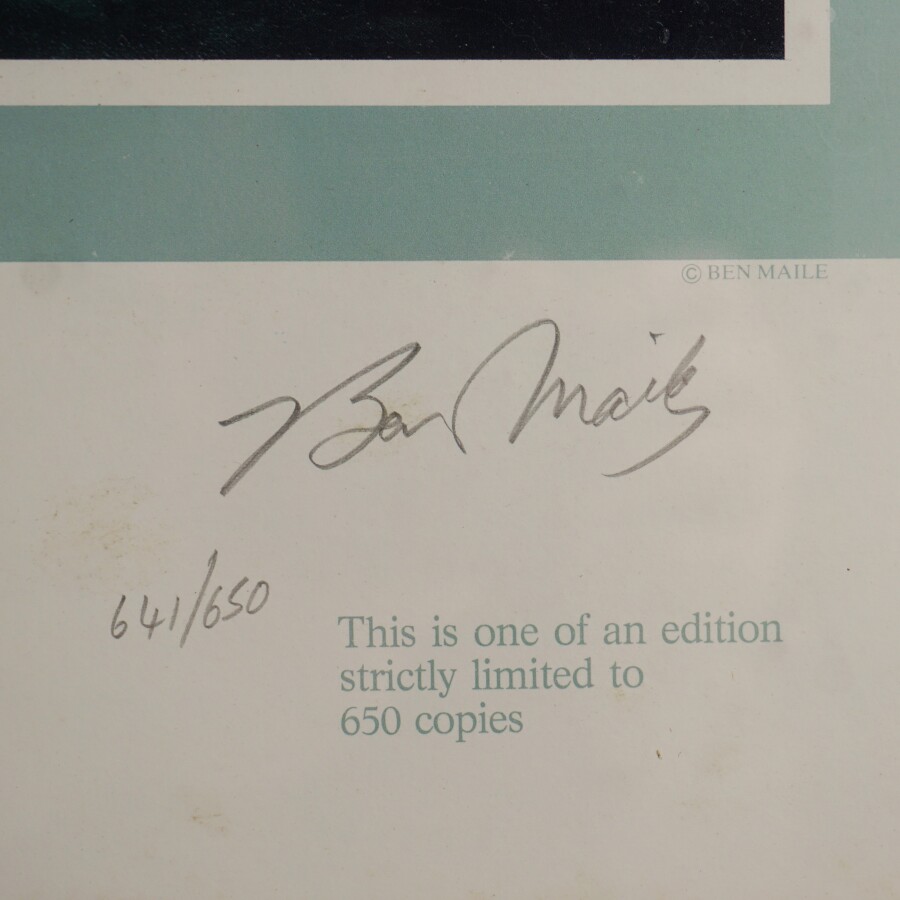 © BEN MAILE
Ben Maile
641/650
This is one of an edition
strictly limited to
650 copies